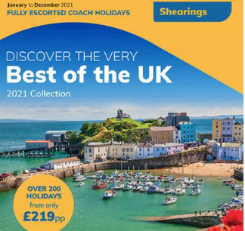 January to December 2021
FULLY ESCORTED COACH HOLIDAYS
Shearings
DISCOVER THE VERY
Best of the UK
2021 Collection
OVER 200
HOLIDAYS
from only
£219pp